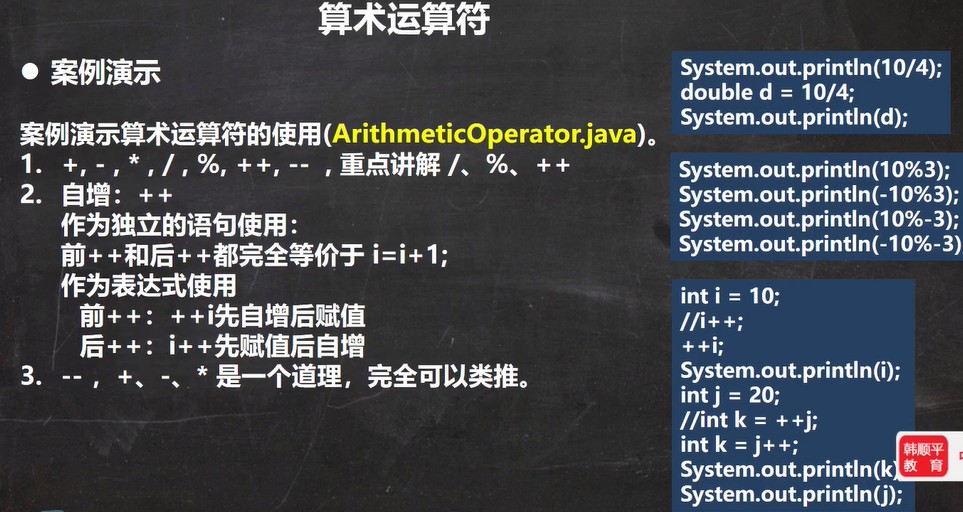 算术运算符
● 案例演示
案例演示算术运算符的使用(ArithmeticOperator.java)。
1. +, - , * , / , %, ++, -- , 重点讲解 /、%、++
2. 自增：++
作为独立的语句使用：
前++和后++都完全等价于 i=i+1;
作为表达式使用
前++：++i先自增后赋值
后++：i++先赋值后自增
3. -- ，+、-、* 是一个道理，完全可以类推。
System.out.println(10/4);
double d = 10/4;
System.out.println(d);
System.out.println(10%3);
System.out.println(-10%3);
System.out.println(10%-3);
System.out.println(-10%-3)
int i = 10;
//i++;
++i;
System.out.println(i);
int j = 20;
//int k = ++j;
int k = j++;
System.out.println(k)
System.out.println(j);
韩顺平
教育